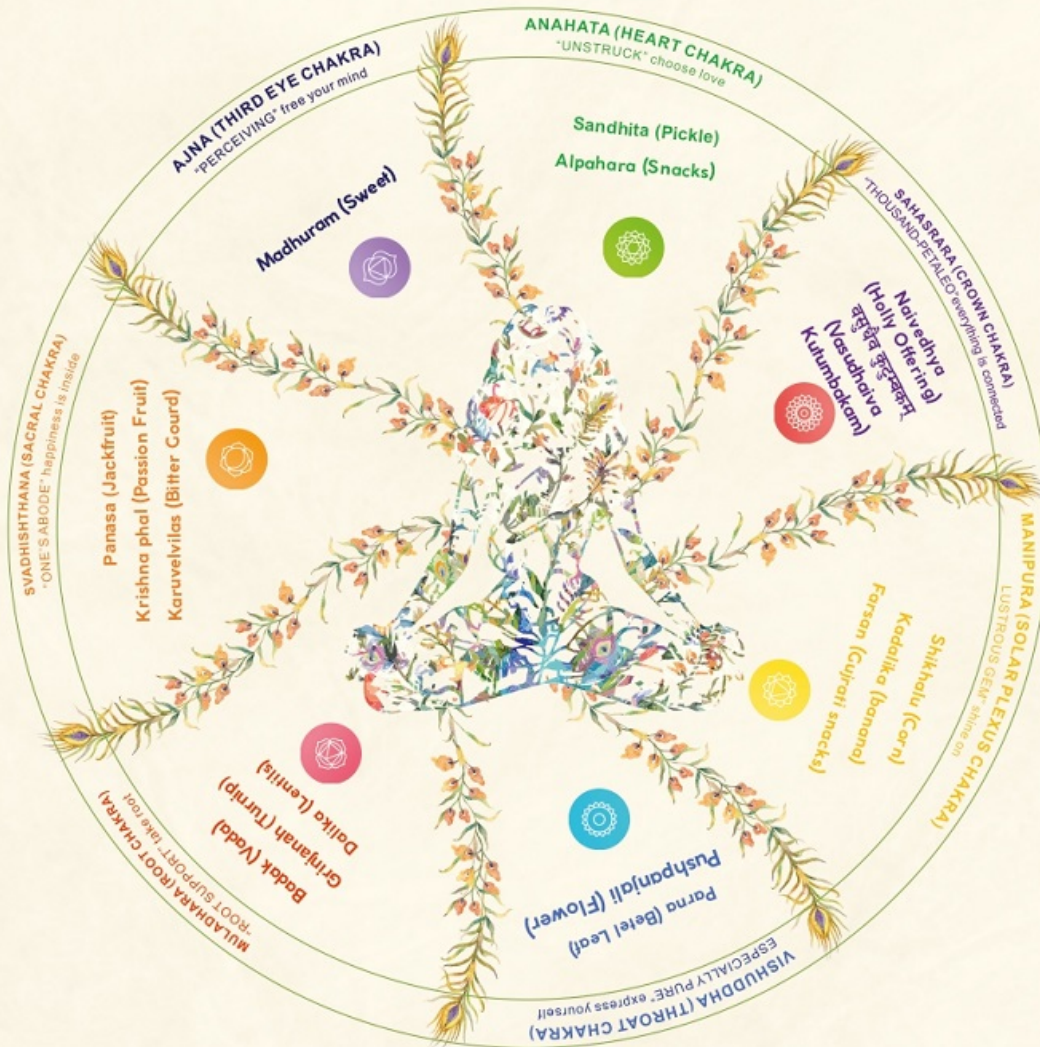 ANAHATA (HEART CHAKRA)
"UNSTRUCK" choose love
Sandhita (Pickle)
Alpahara (Snacks)
SAHASRARA (CROWN CHAKRA)
"THOUSAND-PETALEO" everything is connected
Naivedhya
(Holly Offering)
वसुधैव कुटुम्बकम्
(Vasudhaiva
Kutumbakam)
MANIPURA (SOLAR PLEXUS CHAKRA)
LUSTROUS GEM" shine on
Shikhalu (Corn)
Kadalika (banana)
Farsan (Gujrati snacks)
VISHUDDHA (THROAT CHAKRA)
ESPECIALLY PURE" express yourself
Parna (Betel Leaf)
Pushpanjali (Flower)
MULADHARA (ROOT CHAKRA)
"ROOT SUPPORT" take root
Badak (Vada)
Grinjanah (Turnip)
Dalika (Lentils)
SVADHISHTHANA (SACRAL CHAKRA)
"ONE'S ABODE" happiness is inside
Panasa (Jackfruit)
Krishna phal (Passion Fruit)
Karuvelvilas (Bitter Gourd)
AJNA (THIRD EYE CHAKRA)
"PERCEIVING" free your mind
Madhuram (Sweet)